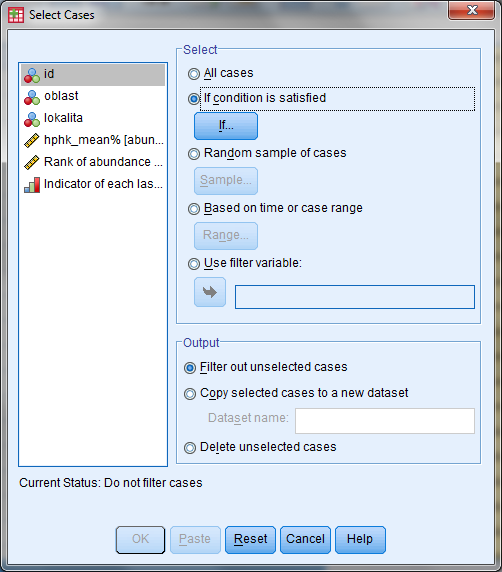 Select Cases
id
oblast
lokalita
hphk_mean% [abun...
Rank of abundance ...
Indicator of each las...
Select
All cases
If condition is satisfied
If...
Random sample of cases
Sample...
Based on time or case range
Range...
Use filter variable:
Output
Filter out unselected cases
Copy selected cases to a new dataset
Dataset name:
Delete unselected cases
Current Status: Do not filter cases
OK Paste Reset Cancel Help